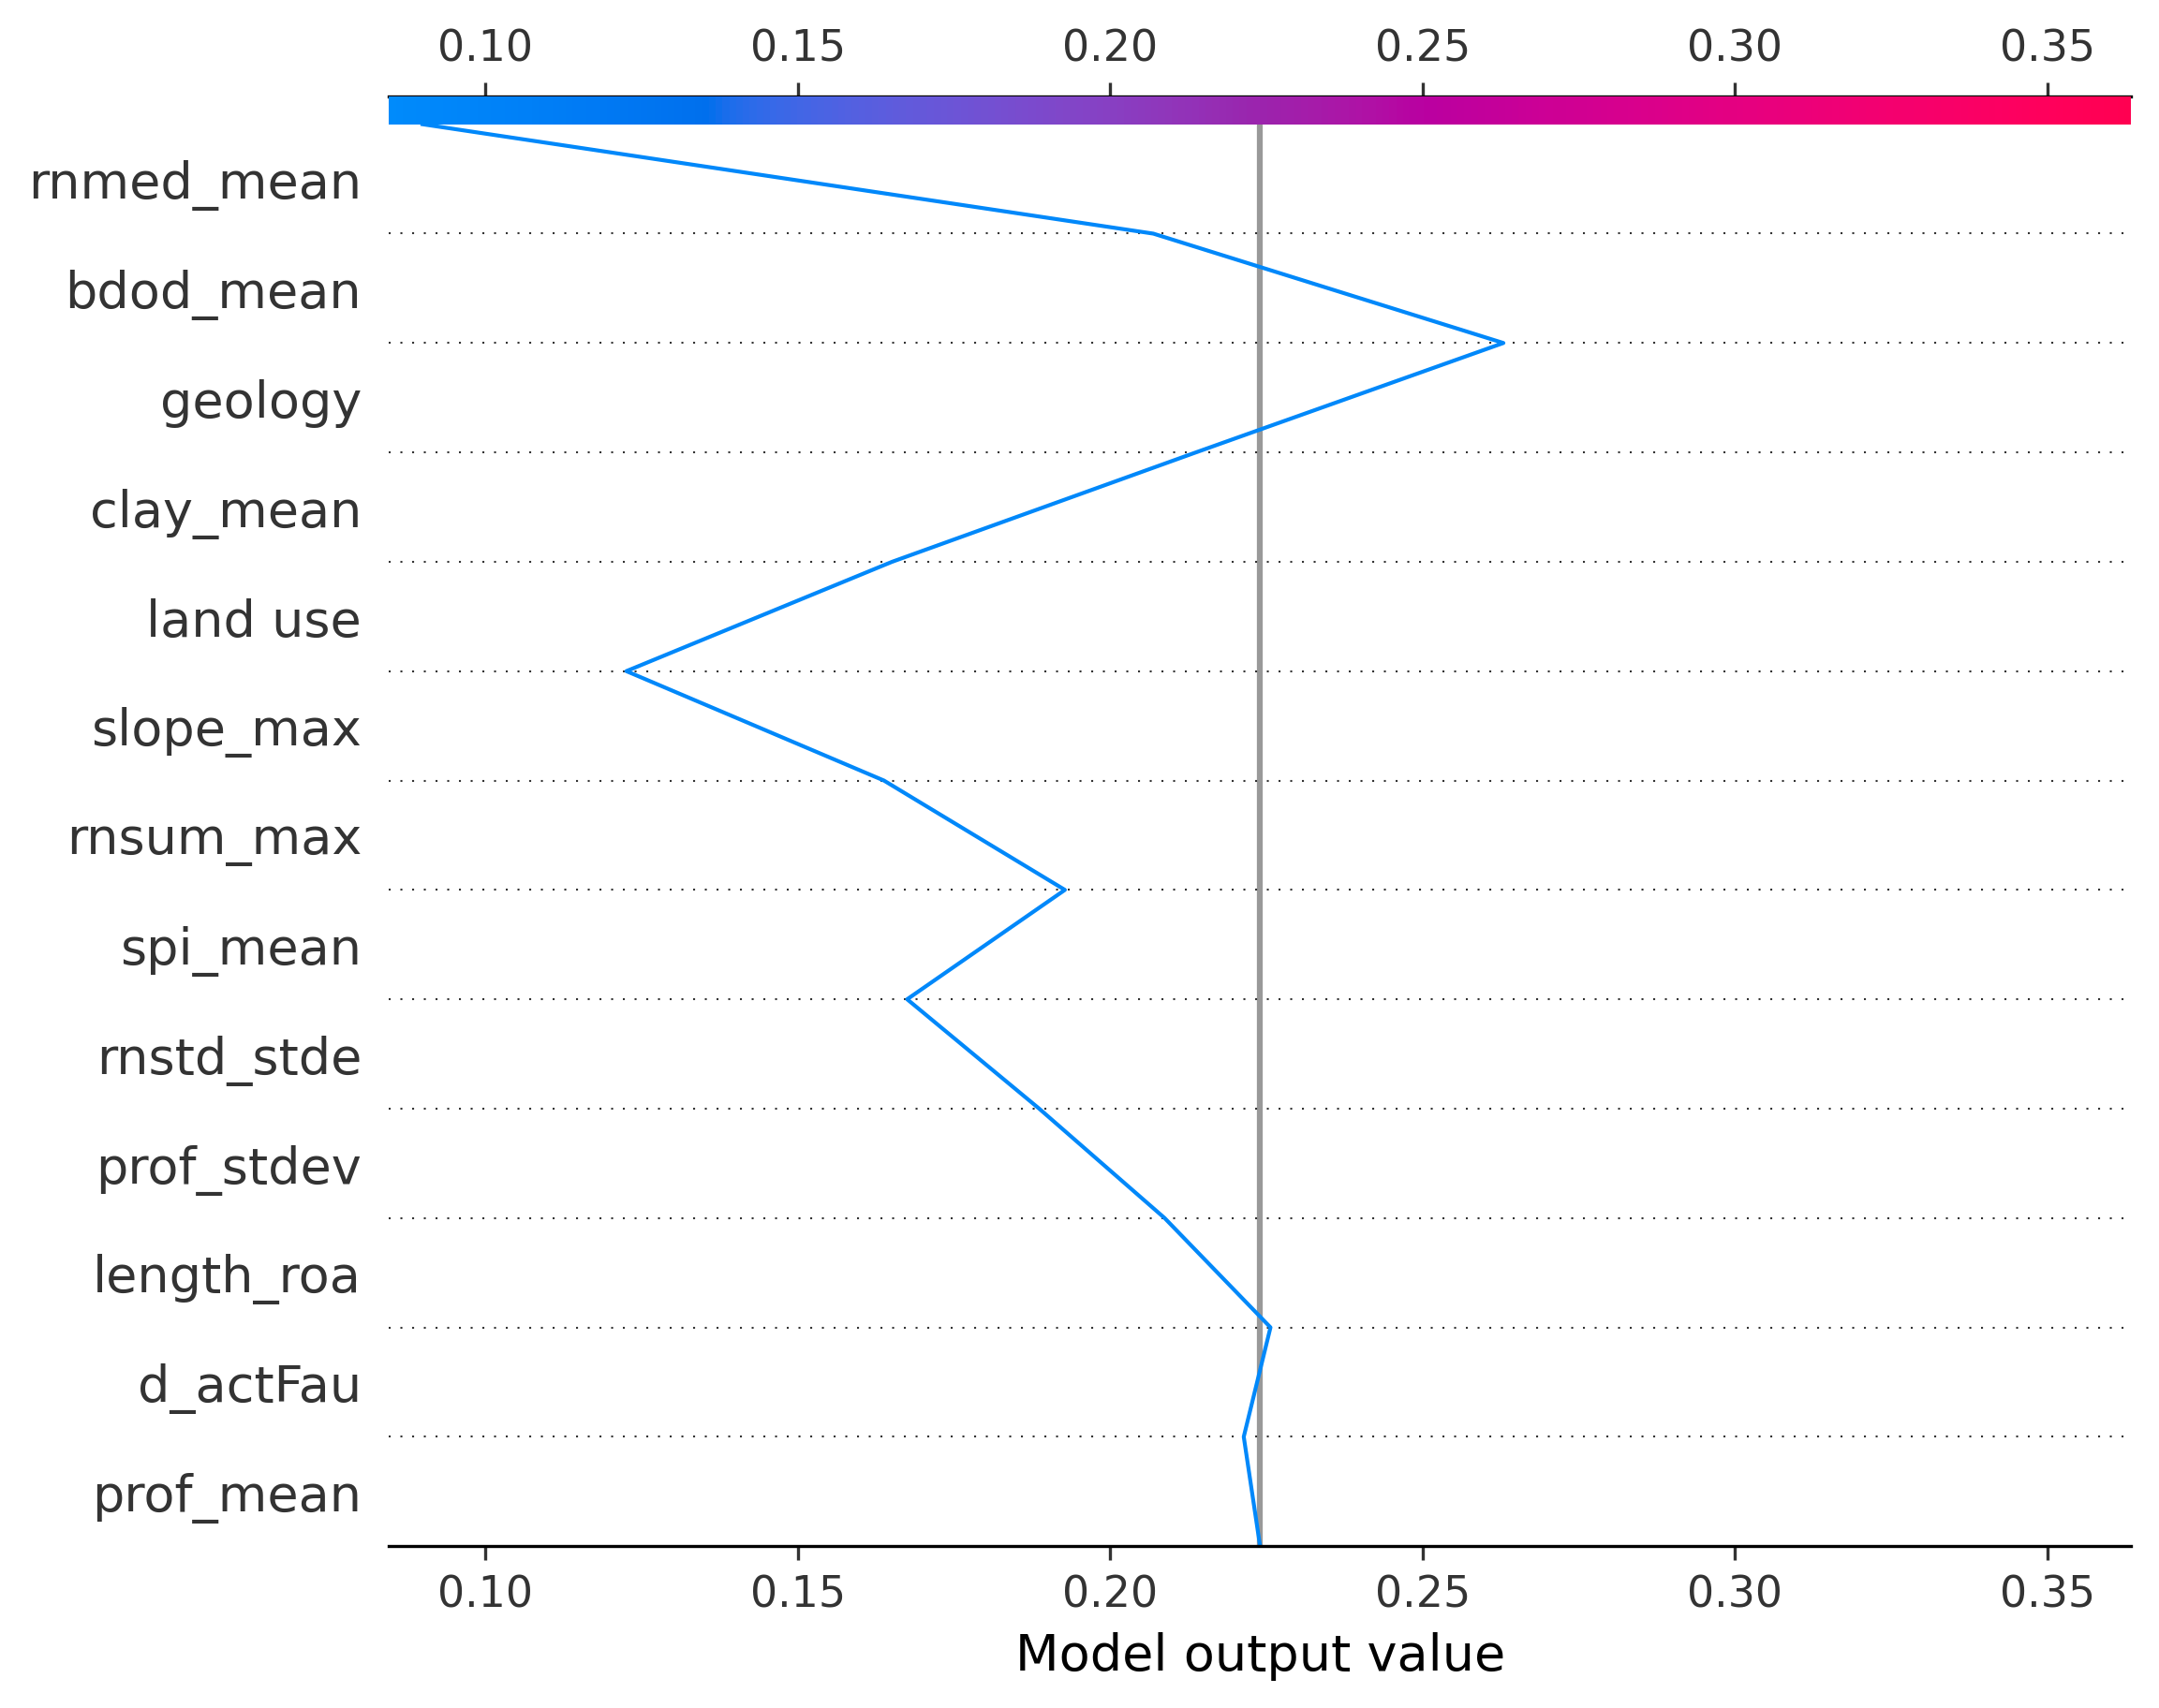 0.10 0.15 0.20 0.25 0.30 0.35
rnmed_mean
bdod_mean
geology
clay_mean
land use
slope_max
rnsum_max
spi_mean
rnstd_stde
prof_stdev
length_roa
d_actFau
prof_mean
0.10 0.15 0.20 0.25 0.30 0.35
Model output value